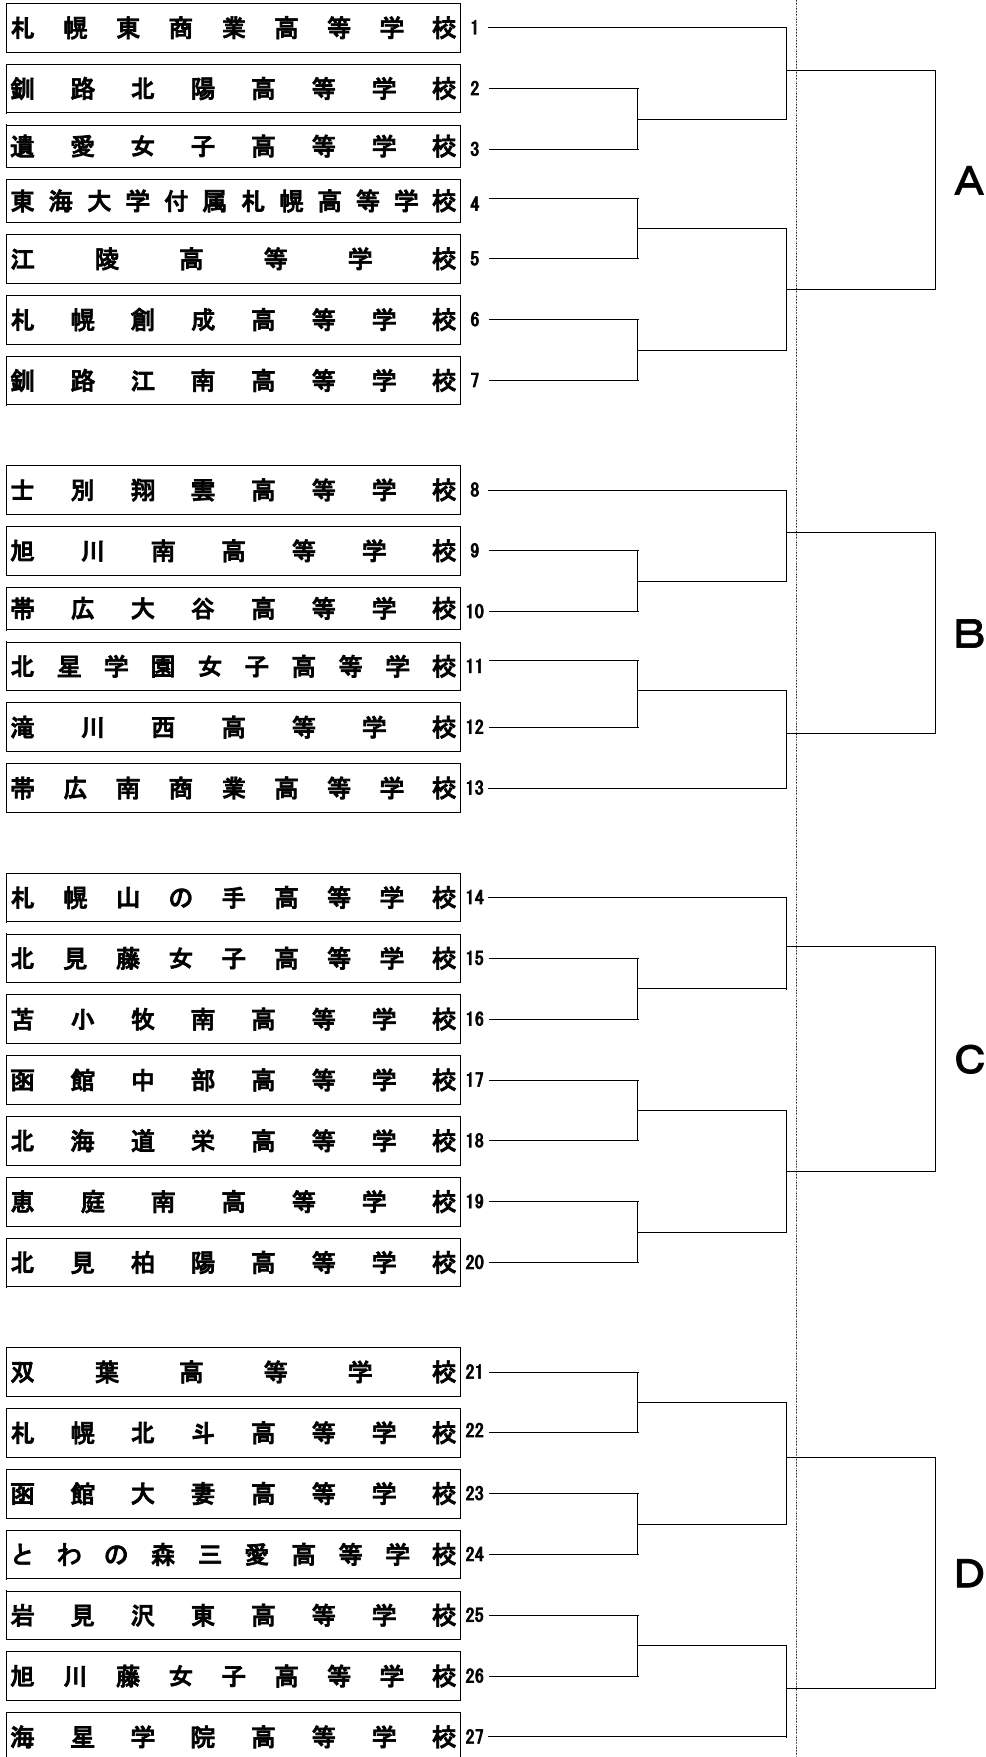 札幌東商業高等学校 1
釧路北陽高等学校 2
遺愛女子高等学校 3
東海大学付属札幌高等学校 4
江陵高等学校 5
札幌創成高等学校 6
釧路江南高等学校 7
A
士別翔雲高等学校 8
旭川南高等学校 9
帯広大谷高等学校 10
北星学園女子高等学校 11
滝川西高等学校 12
帯広南商業高等学校 13
B
札幌山の手高等学校 14
北見藤女子高等学校 15
苫小牧南高等学校 16
函館中部高等学校 17
北海道栄高等学校 18
恵庭南高等学校 19
北見柏陽高等学校 20
C
双葉高等学校 21
札幌北斗高等学校 22
函館大妻高等学校 23
とわの森三愛高等学校 24
岩見沢東高等学校 25
旭川藤女子高等学校 26
海星学院高等学校 27
D